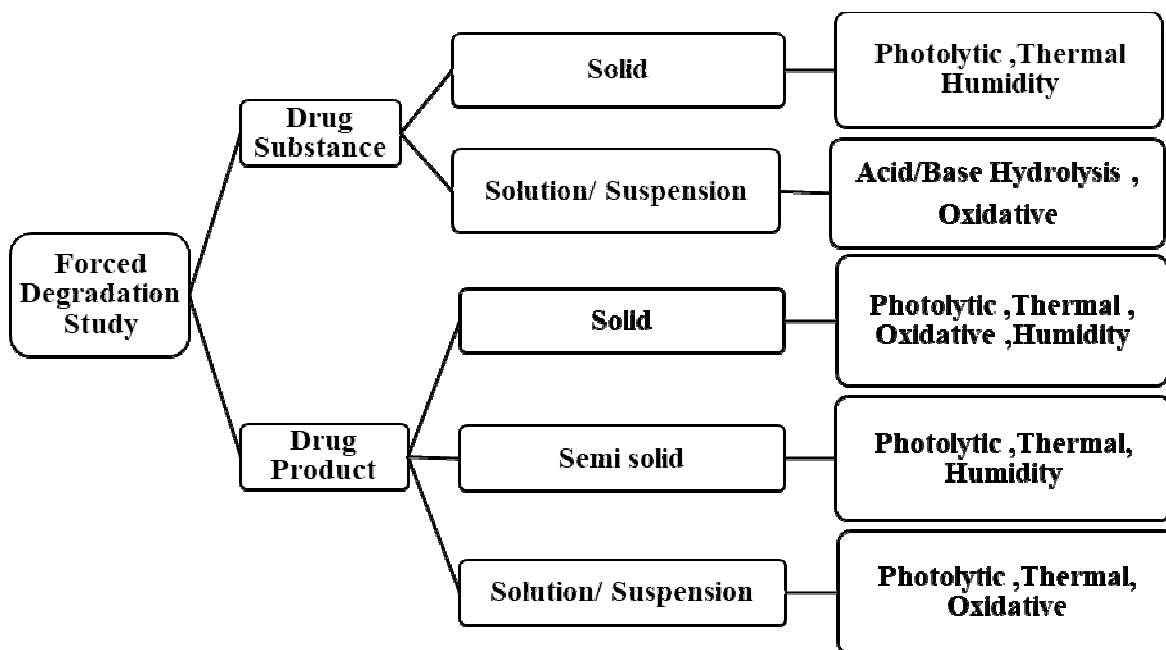 Forced
Degradation
Study
Drug
Substance
Solid
Photolytic ,Thermal
Humidity
Solution/ Suspension
Acid/Base Hydrolysis ,
Oxidative
Drug
Product
Solid
Photolytic ,Thermal ,
Oxidative ,Humidity
Semi solid
Photolytic ,Thermal,
Humidity
Solution/ Suspension
Photolytic ,Thermal,
Oxidative